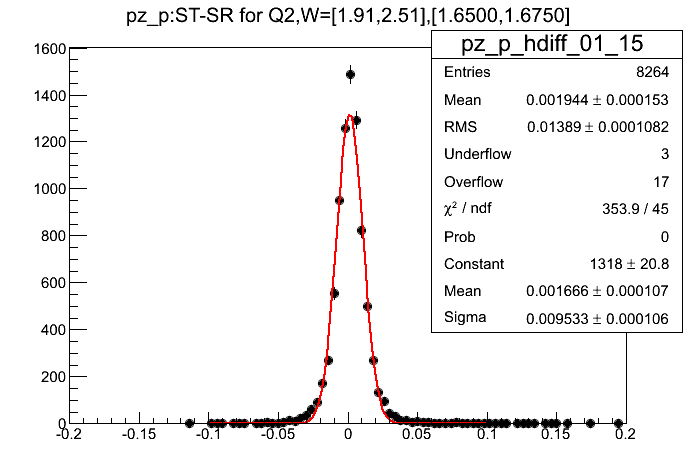 pz_p:ST-SR for Q2,W=[1.91,2.51],[1.6500,1.6750]
pz_p_hdiff_01_15
Entries 8264
Mean 0.001944 ± 0.000153
RMS 0.01389 ± 0.0001082
Underflow 3
Overflow 17
χ² / ndf 353.9 / 45
Prob 0
Constant 1318 ± 20.8
Mean 0.001666 ± 0.000107
Sigma 0.009533 ± 0.000106
1600
1400
1200
1000
800
600
400
200
0
-0.2 -0.15 -0.1 -0.05 0 0.05 0.1 0.15 0.2